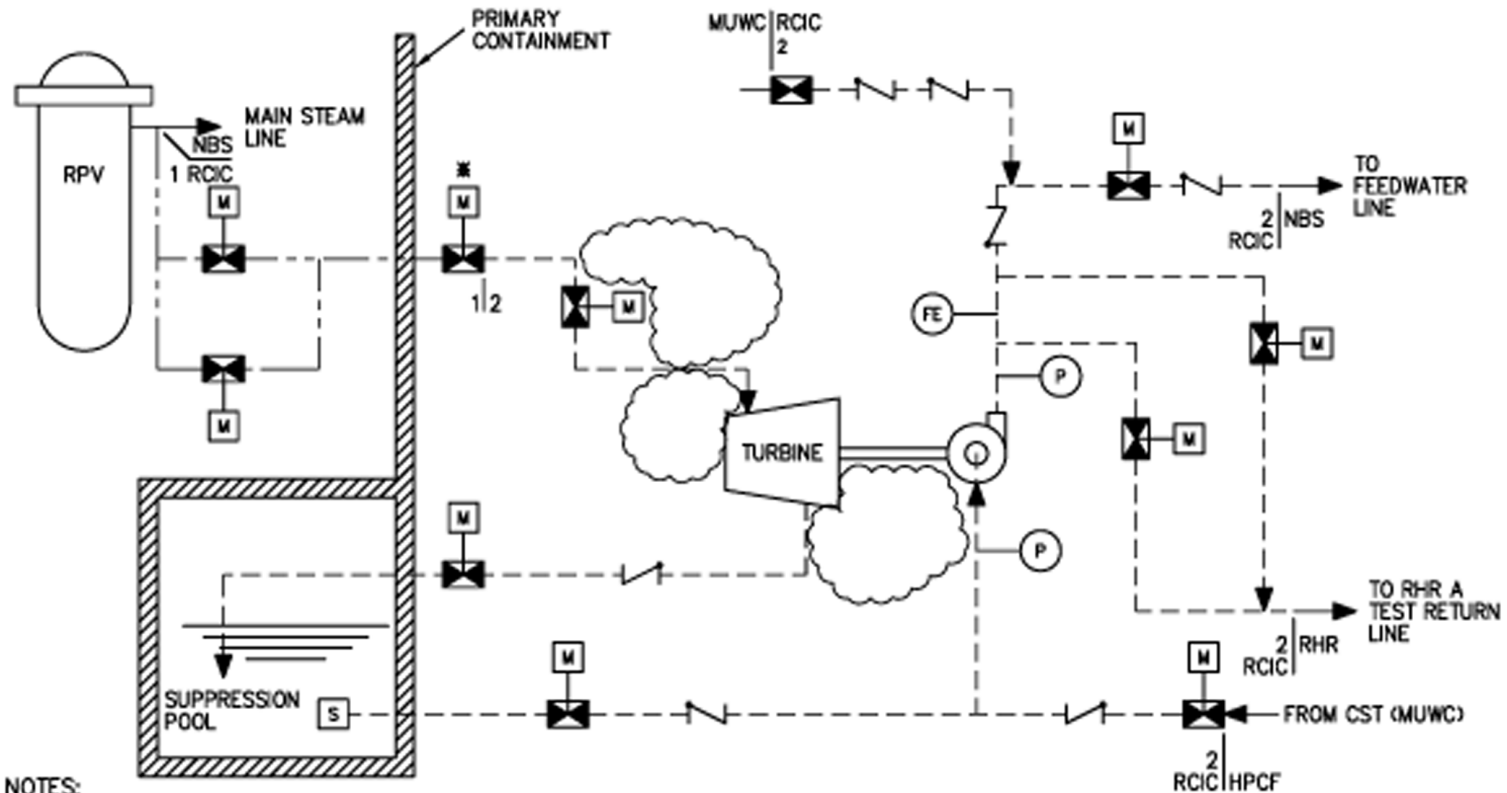 PRIMARY
CONTAINMENT
MUWC RCIC
2
MAIN STEAM
LINE
NBS
1 RCIC
RPV
M
*
M
M
TO
FEEDWATER
LINE
2 NBS
RCIC
1 2
M
FE
M
M
P
TURBINE
M
M
P
TO RHR A
TEST RETURN
LINE
2 RHR
RCIC
M
M
SUPPRESSION
POOL
S
FROM CST (MUWC)
2
RCIC HPCF
NOTES: